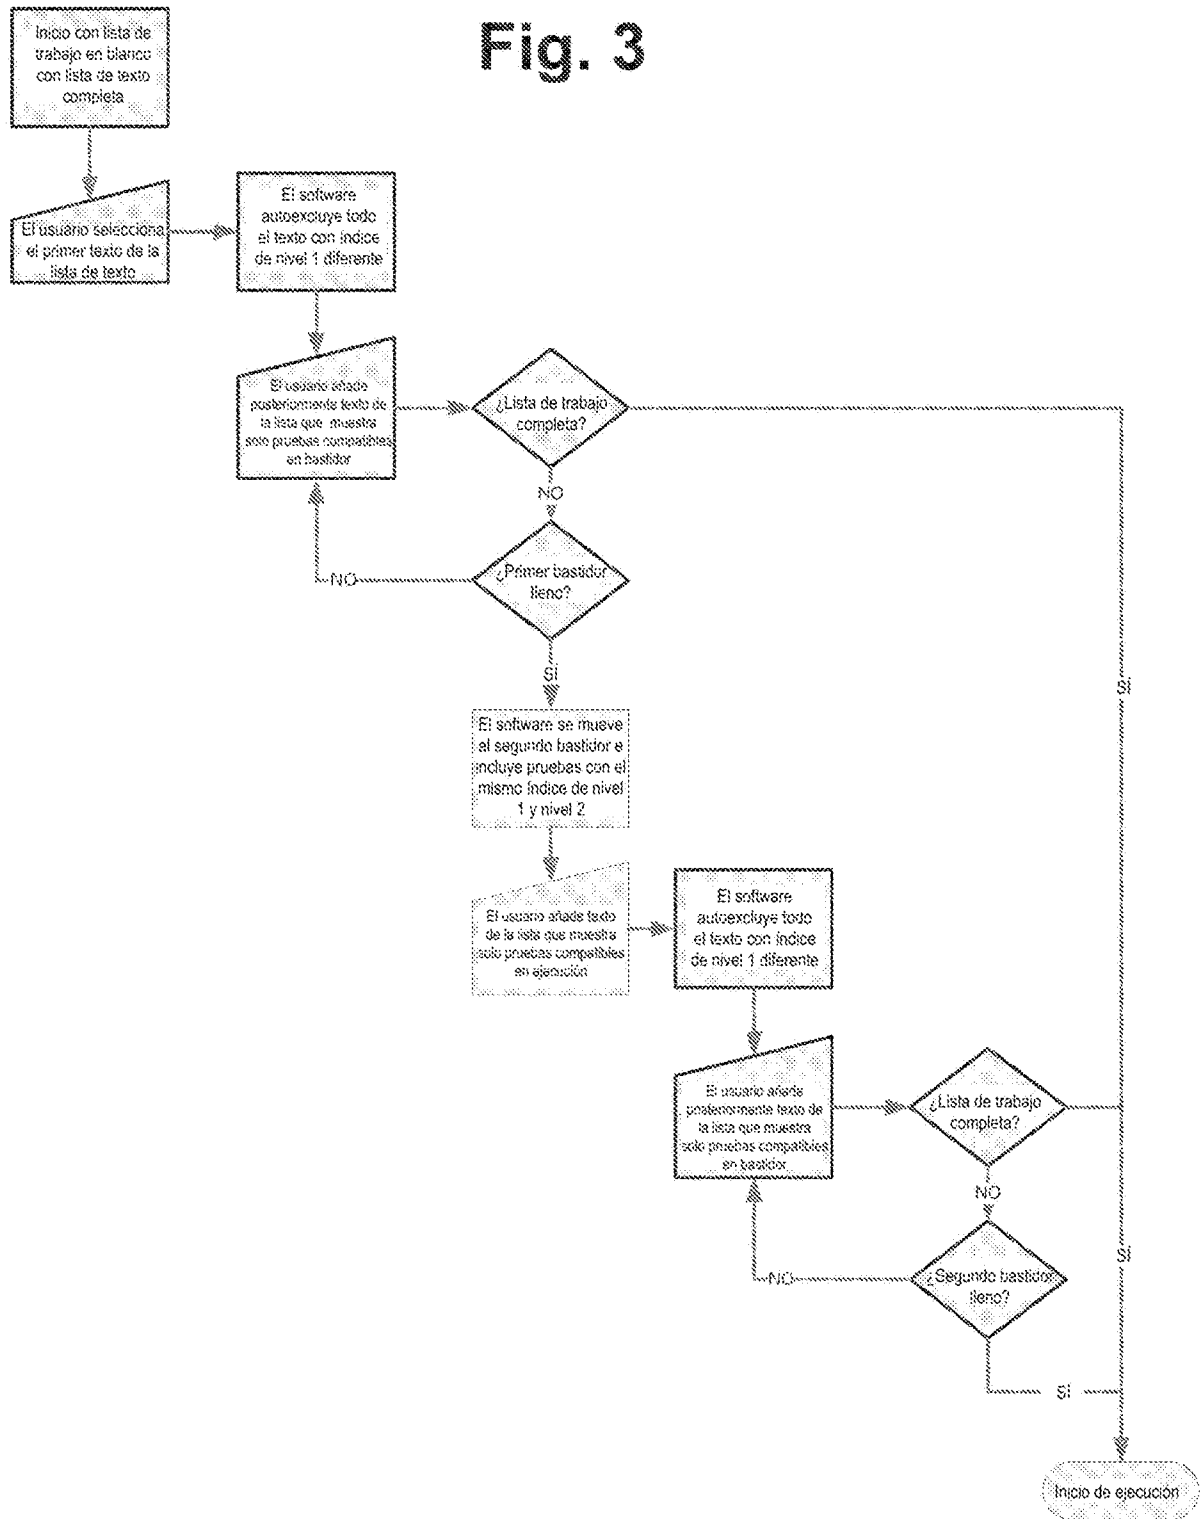 Fig. 3
Inicio con lista de
trabajo en blanco
con lista de texto
completa
El usuario selecciona
el primer texto de la
lista de texto
El software
autoexcluye todo
el texto con índice
de nivel 1 diferente
El usuario añade
posteriormente texto de
la lista que muestra
solo pruebas compatibles
en bastidor
¿Lista de trabajo
completa?
NO
¿Primer bastidor
lleno?
NO
SÍ
SÍ
El software se mueve
al segundo bastidor e
incluye pruebas con el
mismo índice de nivel
1 y nivel 2
El usuario añade texto
de la lista que muestra
solo pruebas compatibles
en ejecución
El software
autoexcluye todo
el texto con índice
de nivel 1 diferente
El usuario añade
posteriormente texto de
la lista que muestra
solo pruebas compatibles
en bastidor
¿Lista de trabajo
completa?
NO
SÍ
¿Segundo bastidor
lleno?
NO
SÍ
Inicio de ejecución